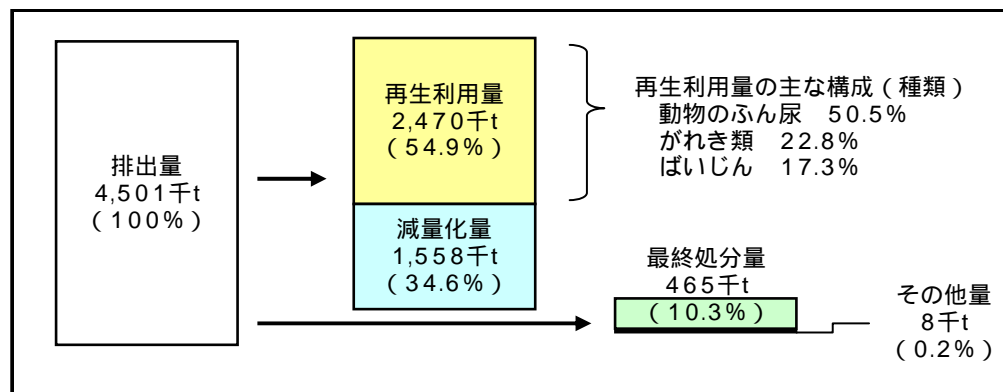 排出量
4,501千t
(100%)
再生利用量
2,470千t
(54.9%)
減量化量
1,558千t
(34.6%)
再生利用量の主な構成(種類)
動物のふん尿 50.5%
がれき類 22.8%
ばいじん 17.3%
最終処分量
465千t
(10.3%)
その他量
8千t
(0.2%)